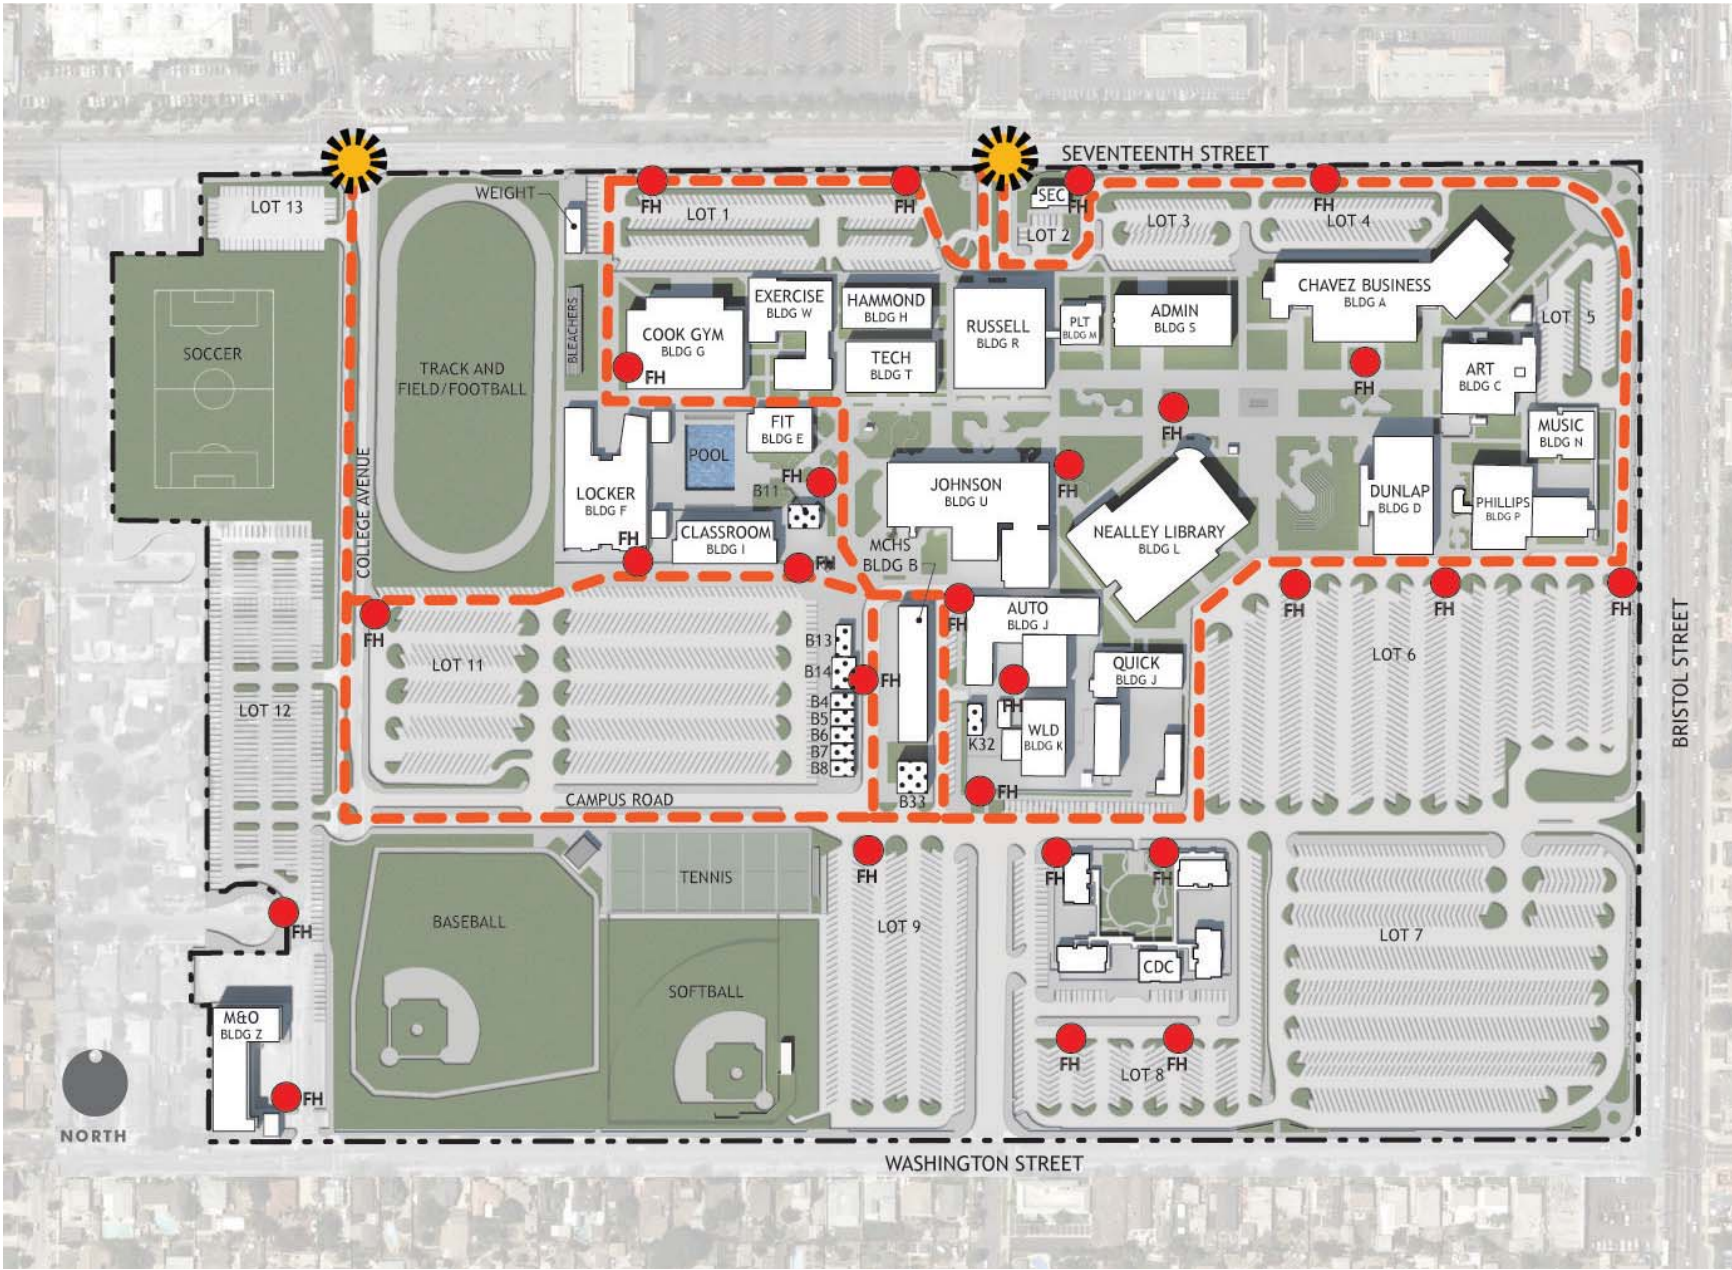 SEVENTEENTH STREET
WEIGHT
LOT 13
LOT 1
SEC
LOT 2
LOT 3
LOT 4
LOT 5
FH
FH
FH
FH
SOCCER
TRACK AND
FIELD/FOOTBALL
BLEACHERS
COOK GYM
BLDG G
EXERCISE
BLDG W
HAMMOND
BLDG H
TECH
BLDG T
RUSSELL
BLDG R
PLT
BLDG M
ADMIN
BLDG S
CHAVEZ BUSINESS
BLDG A
ART
BLDG C
MUSIC
BLDG N
FH
FH
FH
COLLEGE AVENUE
LOCKER
BLDG F
POOL
FIT
BLDG E
FH
B11
CLASSROOM
BLDG I
FH
FH
JOHNSON
BLDG U
FH
MCHS
BLDG B
NEALLEY LIBRARY
BLDG L
DUNLAP
BLDG D
PHILLIPS
BLDG P
FH
FH
FH
FH
FH
AUTO
BLDG J
LOT 11
LOT 12
B13
B14
FH
B4
B5
B6
B7
B8
B33
QUICK
BLDG J
FH
K32
WLD
BLDG K
FH
LOT 6
BRISTOL STREET
CAMPUS ROAD
TENNIS
BASEBALL
SOFTBALL
FH
FH
FH
FH
LOT 9
CDC
LOT 7
M&O
BLDG Z
FH
FH
FH
LOT 8
NORTH
WASHINGTON STREET